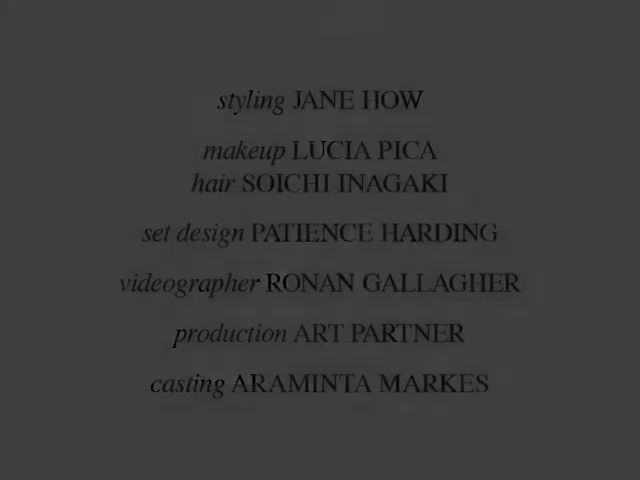 styling JANE HOW
makeup LUCIA PICA
hair SOICHI INAGAKI
set design PATIENCE HARDING
videographer RONAN GALLAGHER
production ART PARTNER
casting ARAMINTA MARKES